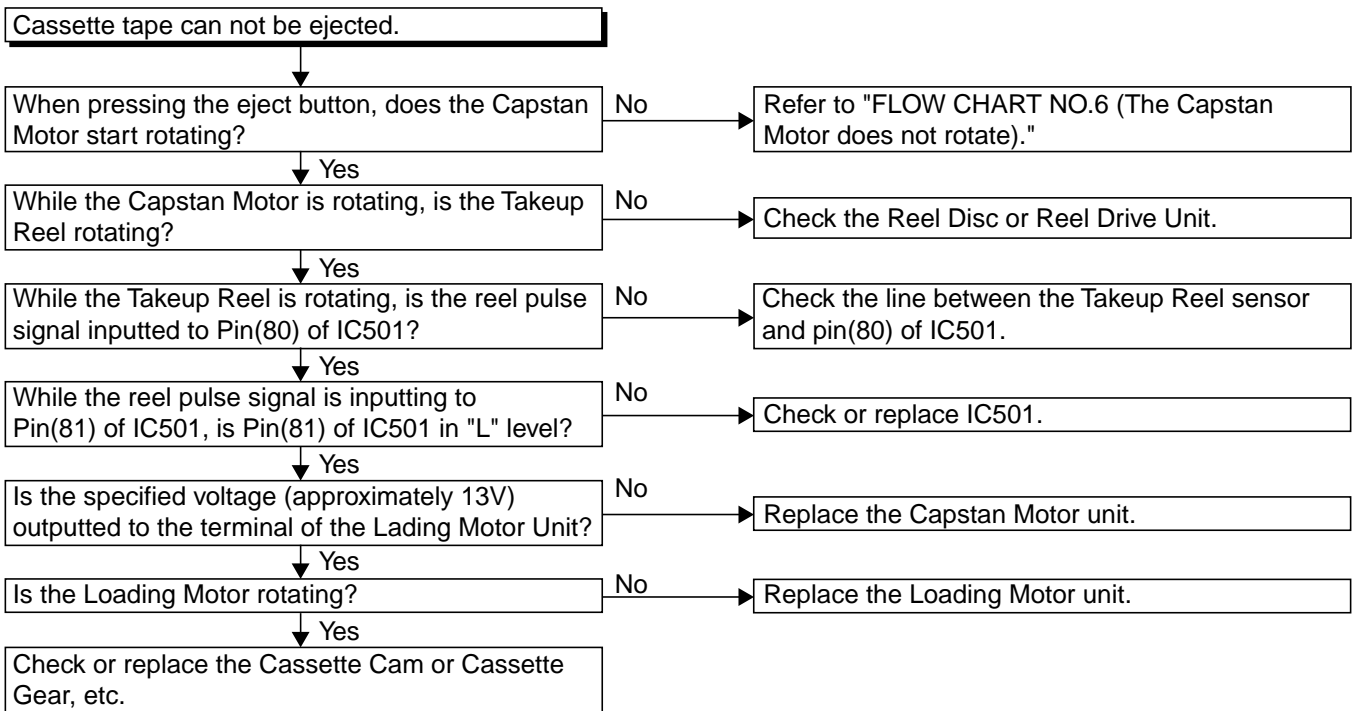 Cassette tape can not be ejected.
When pressing the eject button, does the Capstan
Motor start rotating?
No
Refer to "FLOW CHART NO.6 (The Capstan
Motor does not rotate)."
Yes
While the Capstan Motor is rotating, is the Takeup
Reel rotating?
No
Check the Reel Disc or Reel Drive Unit.
Yes
While the Takeup Reel is rotating, is the reel pulse
signal inputted to Pin(80) of IC501?
No
Check the line between the Takeup Reel sensor
and pin(80) of IC501.
Yes
While the reel pulse signal is inputting to
Pin(81) of IC501, is Pin(81) of IC501 in "L" level?
No
Check or replace IC501.
Yes
Is the specified voltage (approximately 13V)
outputted to the terminal of the Lading Motor Unit?
No
Replace the Capstan Motor unit.
Yes
Is the Loading Motor rotating?
No
Replace the Loading Motor unit.
Yes
Check or replace the Cassette Cam or Cassette
Gear, etc.